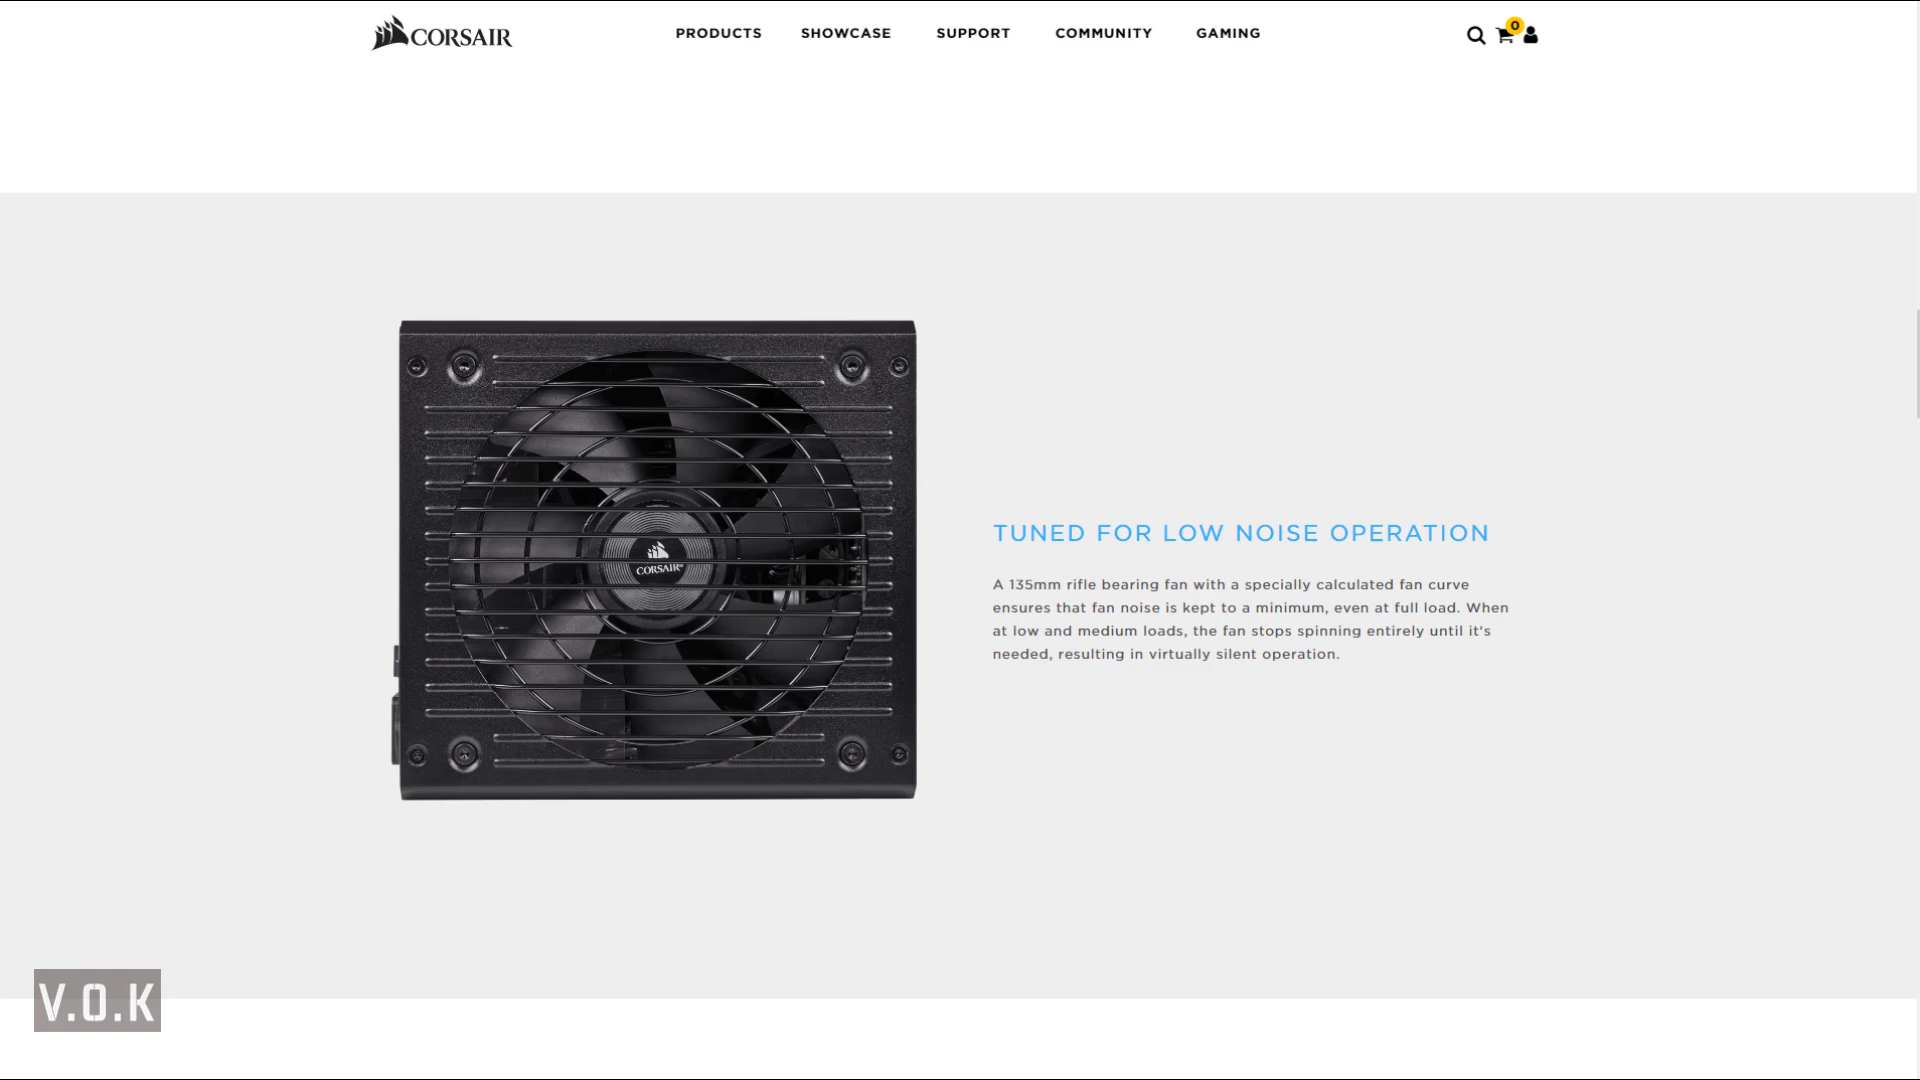 CORSAIR
PRODUCTS SHOWCASE SUPPORT COMMUNITY GAMING
0
CORSAIR
TUNED FOR LOW NOISE OPERATION
A 135mm rifle bearing fan with a specially calculated fan curve
ensures that fan noise is kept to a minimum, even at full load. When
at low and medium loads, the fan stops spinning entirely until it's
needed, resulting in virtually silent operation.
V.O.K